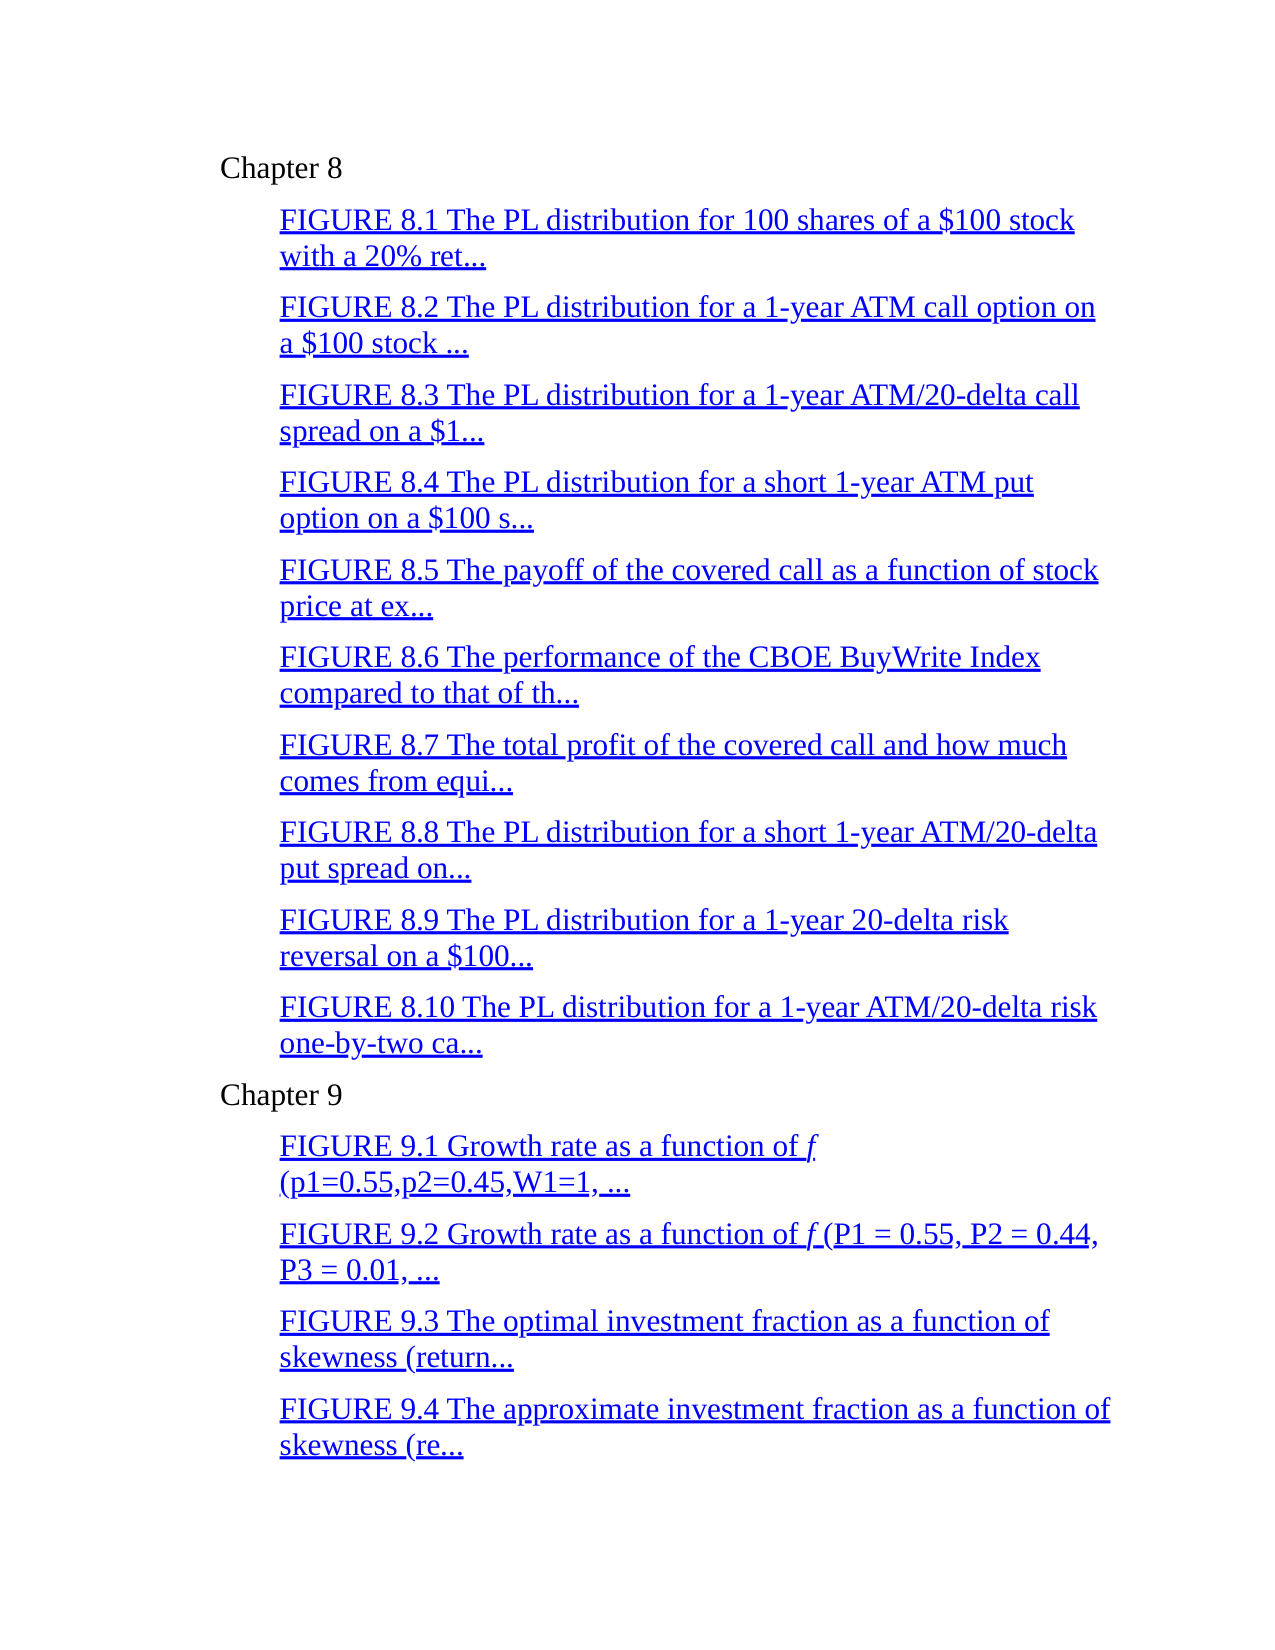 Chapter 8
FIGURE 8.1 The PL distribution for 100 shares of a $100 stock
with a 20% ret...
FIGURE 8.2 The PL distribution for a 1-year ATM call option on
a $100 stock ...
FIGURE 8.3 The PL distribution for a 1-year ATM/20-delta call
spread on a $1...
FIGURE 8.4 The PL distribution for a short 1-year ATM put
option on a $100 s...
FIGURE 8.5 The payoff of the covered call as a function of stock
price at ex...
FIGURE 8.6 The performance of the CBOE BuyWrite Index
compared to that of th...
FIGURE 8.7 The total profit of the covered call and how much
comes from equi...
FIGURE 8.8 The PL distribution for a short 1-year ATM/20-delta
put spread on...
FIGURE 8.9 The PL distribution for a 1-year 20-delta risk
reversal on a $100...
FIGURE 8.10 The PL distribution for a 1-year ATM/20-delta risk
one-by-two ca...
Chapter 9
FIGURE 9.1 Growth rate as a function of f
(p1=0.55,p2=0.45,W1=1, ...
FIGURE 9.2 Growth rate as a function of f (P1 = 0.55, P2 = 0.44,
P3 = 0.01, ...
FIGURE 9.3 The optimal investment fraction as a function of
skewness (return...
FIGURE 9.4 The approximate investment fraction as a function of
skewness (re...